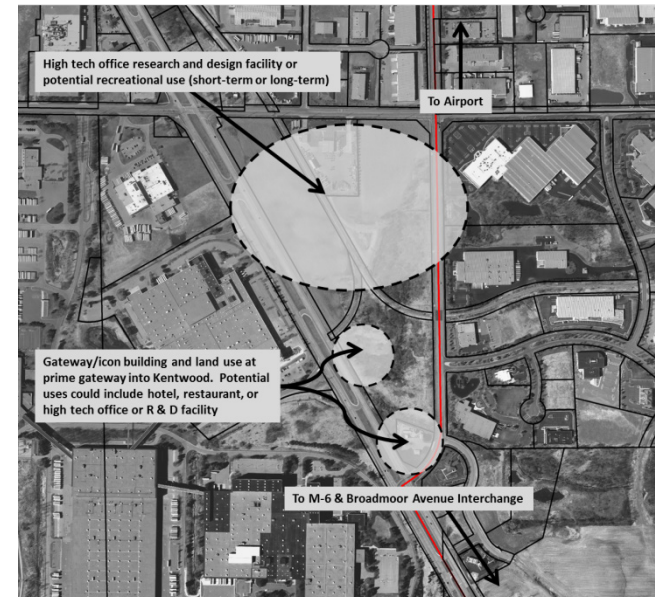 High tech office research and design facility or
potential recreational use (short-term or long-term)
To Airport
Gateway/icon building and land use at
prime gateway into Kentwood.  Potential
uses could include hotel, restaurant, or
high tech office or R & D facility
To M-6 & Broadmoor Avenue Interchange